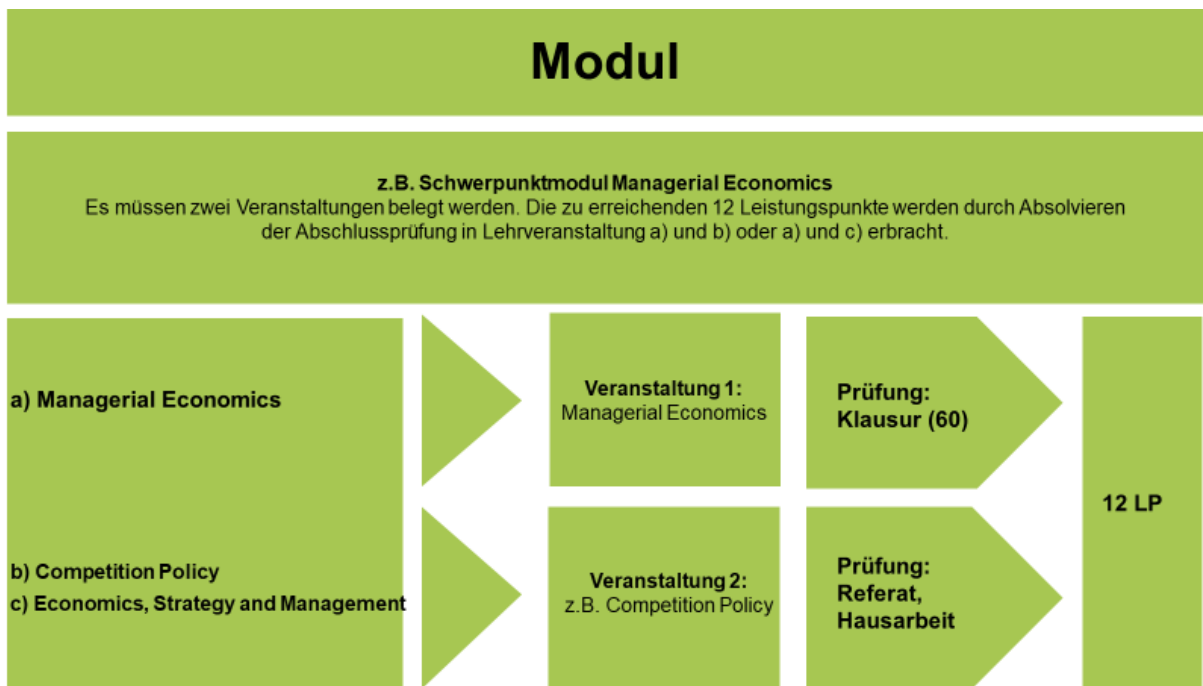 Modul
z.B. Schwerpunktmodul Managerial Economics
Es müssen zwei Veranstaltungen belegt werden. Die zu erreichenden 12 Leistungspunkte werden durch Absolvieren
der Abschlussprüfung in Lehrveranstaltung a) und b) oder a) und c) erbracht.
a) Managerial Economics
Veranstaltung 1:
Managerial Economics
Prüfung:
Klausur (60)
12 LP
b) Competition Policy
c) Economics, Strategy and Management
Veranstaltung 2:
z.B. Competition Policy
Prüfung:
Referat,
Hausarbeit